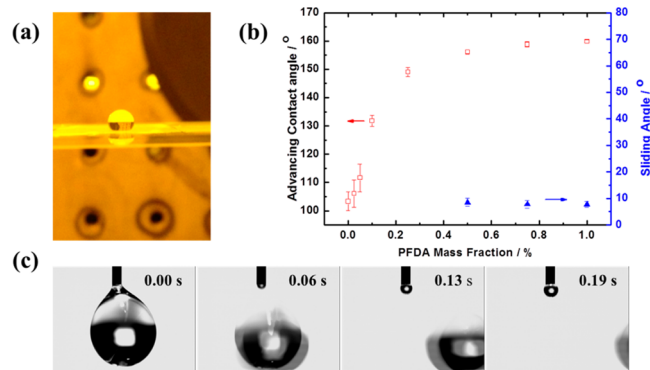 (a)
(b)
170
160
150
140
130
120
110
100
Advancing Contact angle / °
80
70
60
50
40
30
20
10
0
Sliding Angle / °
0.0 0.2 0.4 0.6 0.8 1.0
PFDA Mass Fraction / %
(c)
0.00 s
0.06 s
0.13 s
0.19 s